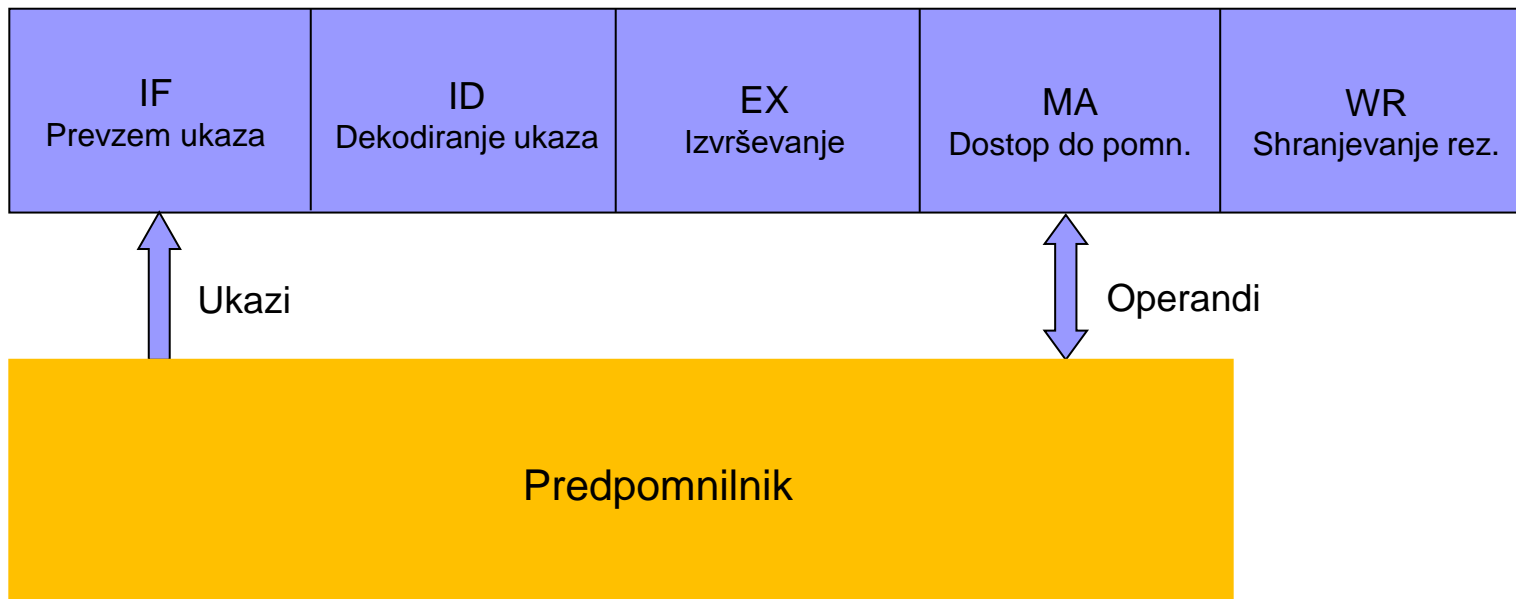 IF
Prevzem ukaza
ID
Dekodiranje ukaza
EX
Izvrševanje
MA
Dostop do pomn.
WR
Shranjevanje rez.
Ukazi
Operandi
Predpomnilnik